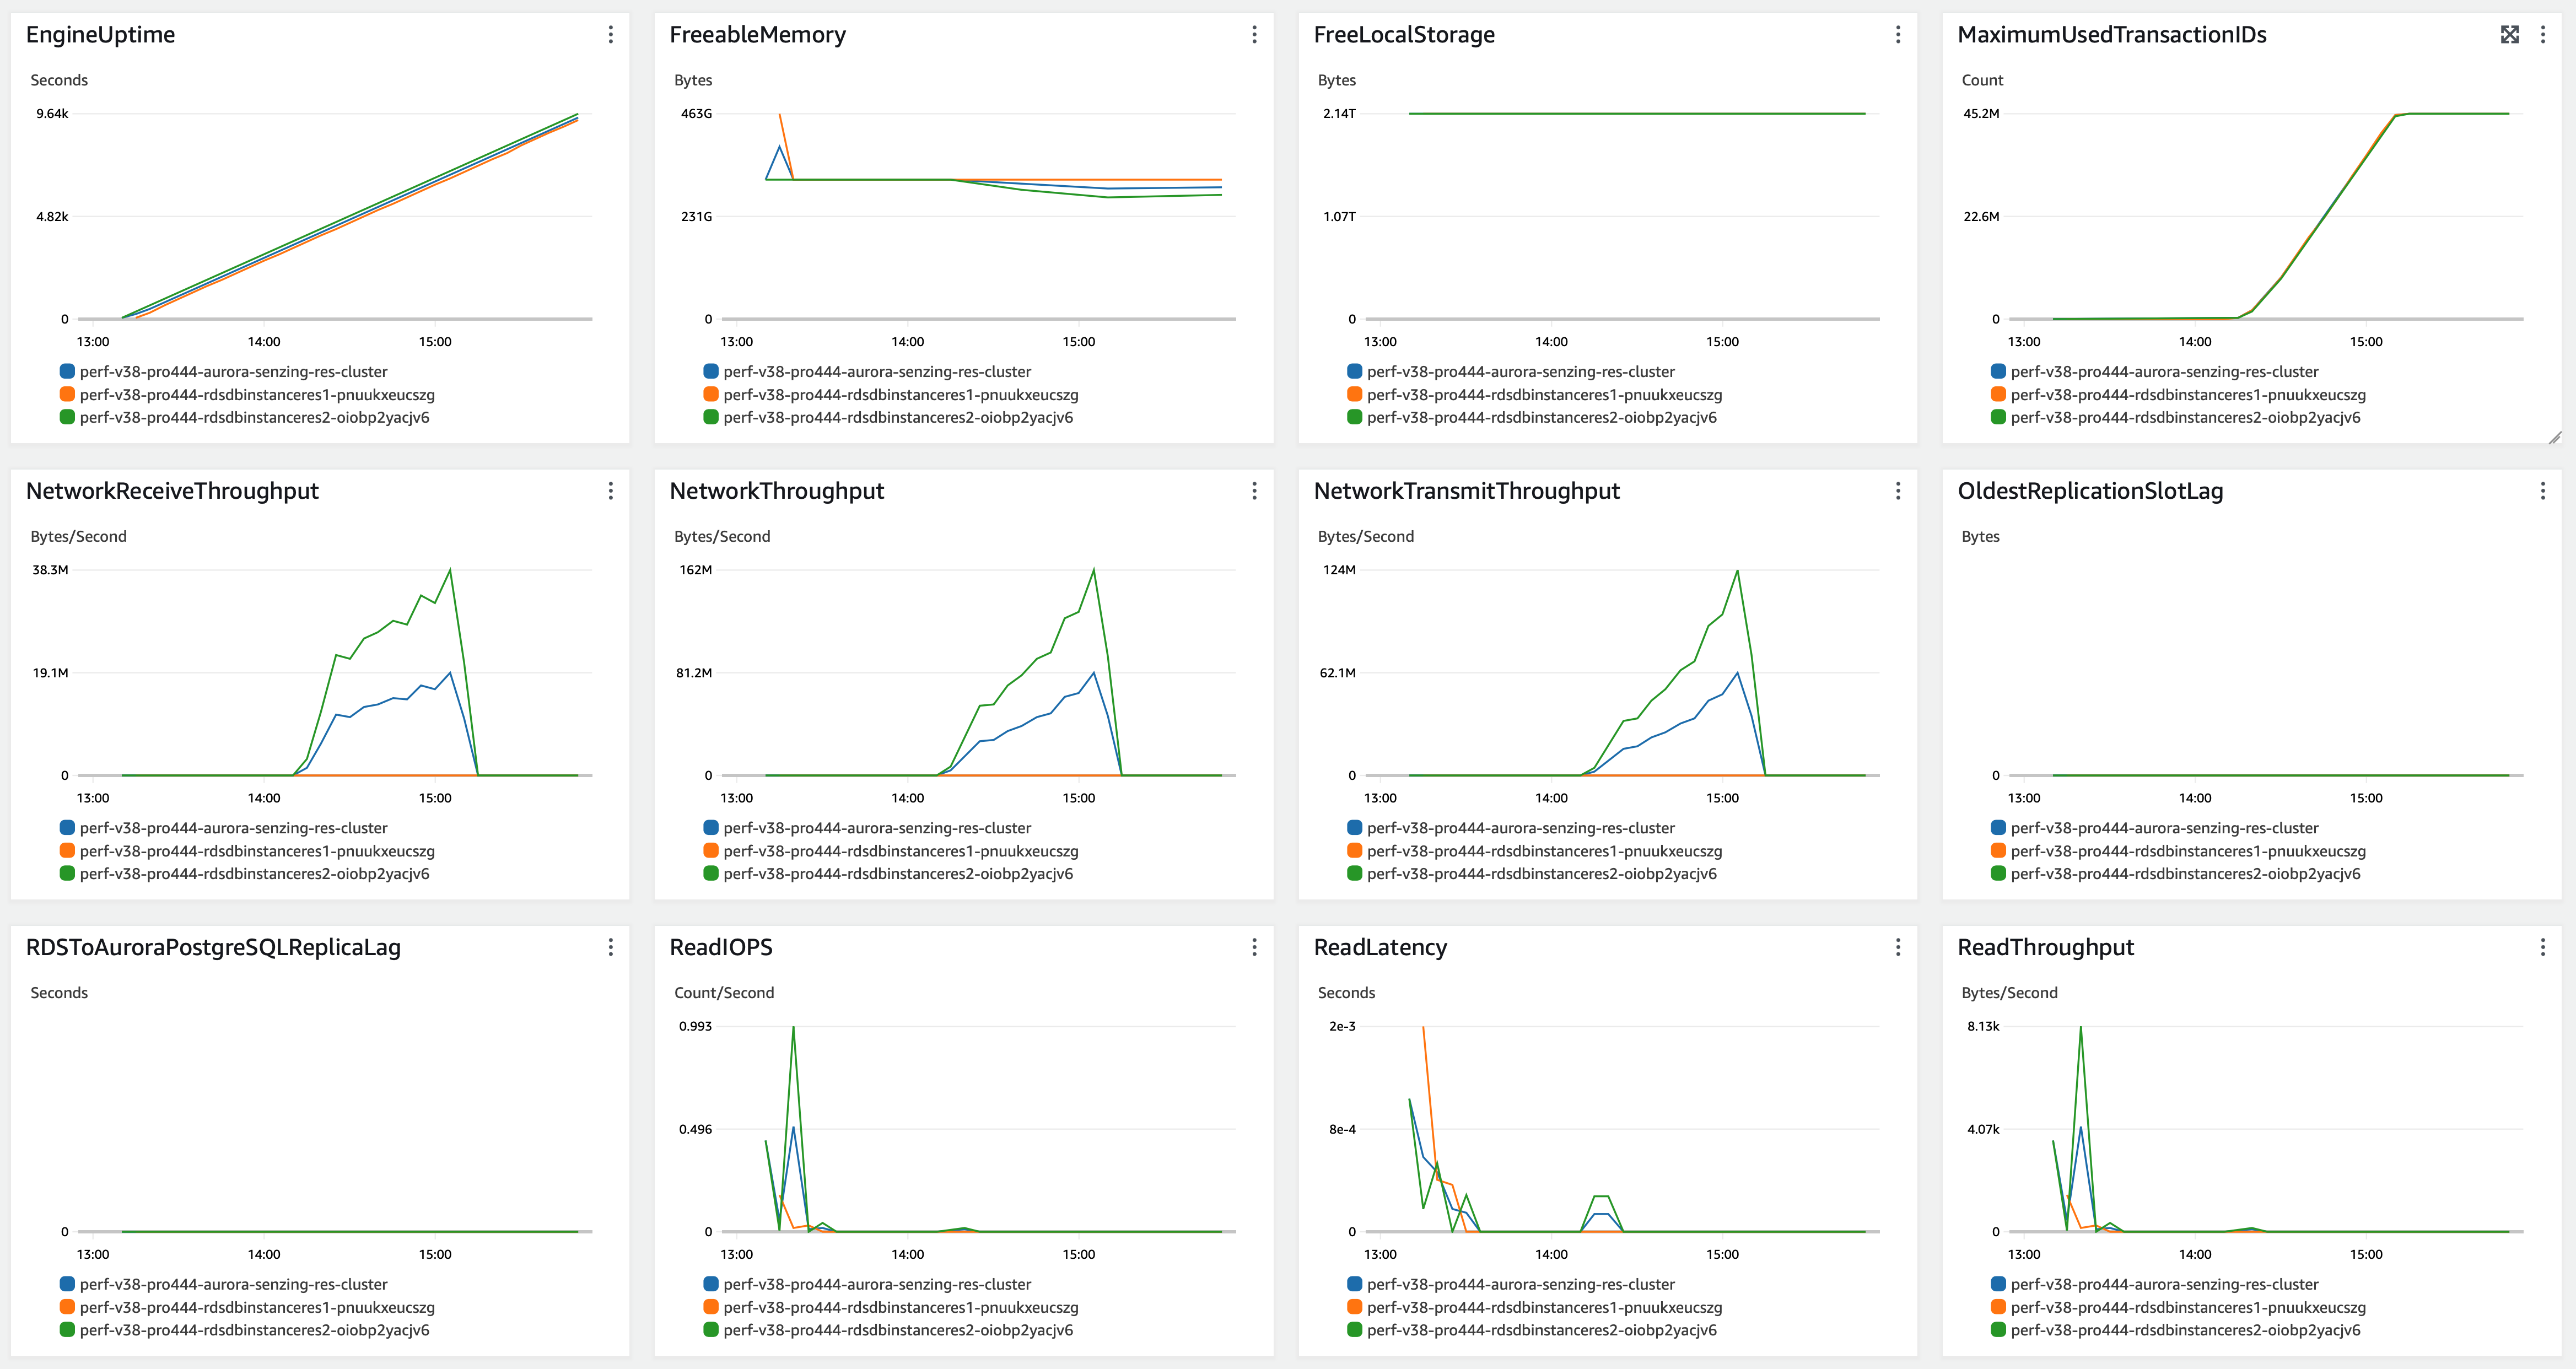 EngineUptime
Seconds
9.64k
4.82k
0
13:00 14:00 15:00
perf-v38-pro444-aurora-senzing-res-cluster
perf-v38-pro444-rdsdbinstanceres1-pnuukxeucszg
perf-v38-pro444-rdsdbinstanceres2-oiobp2yacjv6
FreeableMemory
Bytes
463G
231G
0
13:00 14:00 15:00
perf-v38-pro444-aurora-senzing-res-cluster
perf-v38-pro444-rdsdbinstanceres1-pnuukxeucszg
perf-v38-pro444-rdsdbinstanceres2-oiobp2yacjv6
FreeLocalStorage
Bytes
2.14T
1.07T
0
13:00 14:00 15:00
perf-v38-pro444-aurora-senzing-res-cluster
perf-v38-pro444-rdsdbinstanceres1-pnuukxeucszg
perf-v38-pro444-rdsdbinstanceres2-oiobp2yacjv6
MaximumUsedTransactionIDs
Count
45.2M
22.6M
0
13:00 14:00 15:00
perf-v38-pro444-aurora-senzing-res-cluster
perf-v38-pro444-rdsdbinstanceres1-pnuukxeucszg
perf-v38-pro444-rdsdbinstanceres2-oiobp2yacjv6
NetworkReceiveThroughput
Bytes/Second
38.3M
19.1M
0
13:00 14:00 15:00
perf-v38-pro444-aurora-senzing-res-cluster
perf-v38-pro444-rdsdbinstanceres1-pnuukxeucszg
perf-v38-pro444-rdsdbinstanceres2-oiobp2yacjv6
NetworkThroughput
Bytes/Second
162M
81.2M
0
13:00 14:00 15:00
perf-v38-pro444-aurora-senzing-res-cluster
perf-v38-pro444-rdsdbinstanceres1-pnuukxeucszg
perf-v38-pro444-rdsdbinstanceres2-oiobp2yacjv6
NetworkTransmitThroughput
Bytes/Second
124M
62.1M
0
13:00 14:00 15:00
perf-v38-pro444-aurora-senzing-res-cluster
perf-v38-pro444-rdsdbinstanceres1-pnuukxeucszg
perf-v38-pro444-rdsdbinstanceres2-oiobp2yacjv6
OldestReplicationSlotLag
Bytes
0
13:00 14:00 15:00
perf-v38-pro444-aurora-senzing-res-cluster
perf-v38-pro444-rdsdbinstanceres1-pnuukxeucszg
perf-v38-pro444-rdsdbinstanceres2-oiobp2yacjv6
RDSToAuroraPostgreSQLReplicaLag
Seconds
0
13:00 14:00 15:00
perf-v38-pro444-aurora-senzing-res-cluster
perf-v38-pro444-rdsdbinstanceres1-pnuukxeucszg
perf-v38-pro444-rdsdbinstanceres2-oiobp2yacjv6
ReadIOPS
Count/Second
0.993
0.496
0
13:00 14:00 15:00
perf-v38-pro444-aurora-senzing-res-cluster
perf-v38-pro444-rdsdbinstanceres1-pnuukxeucszg
perf-v38-pro444-rdsdbinstanceres2-oiobp2yacjv6
ReadLatency
Seconds
2e-3
8e-4
0
13:00 14:00 15:00
perf-v38-pro444-aurora-senzing-res-cluster
perf-v38-pro444-rdsdbinstanceres1-pnuukxeucszg
perf-v38-pro444-rdsdbinstanceres2-oiobp2yacjv6
ReadThroughput
Bytes/Second
8.13k
4.07k
0
13:00 14:00 15:00
perf-v38-pro444-aurora-senzing-res-cluster
perf-v38-pro444-rdsdbinstanceres1-pnuukxeucszg
perf-v38-pro444-rdsdbinstanceres2-oiobp2yacjv6